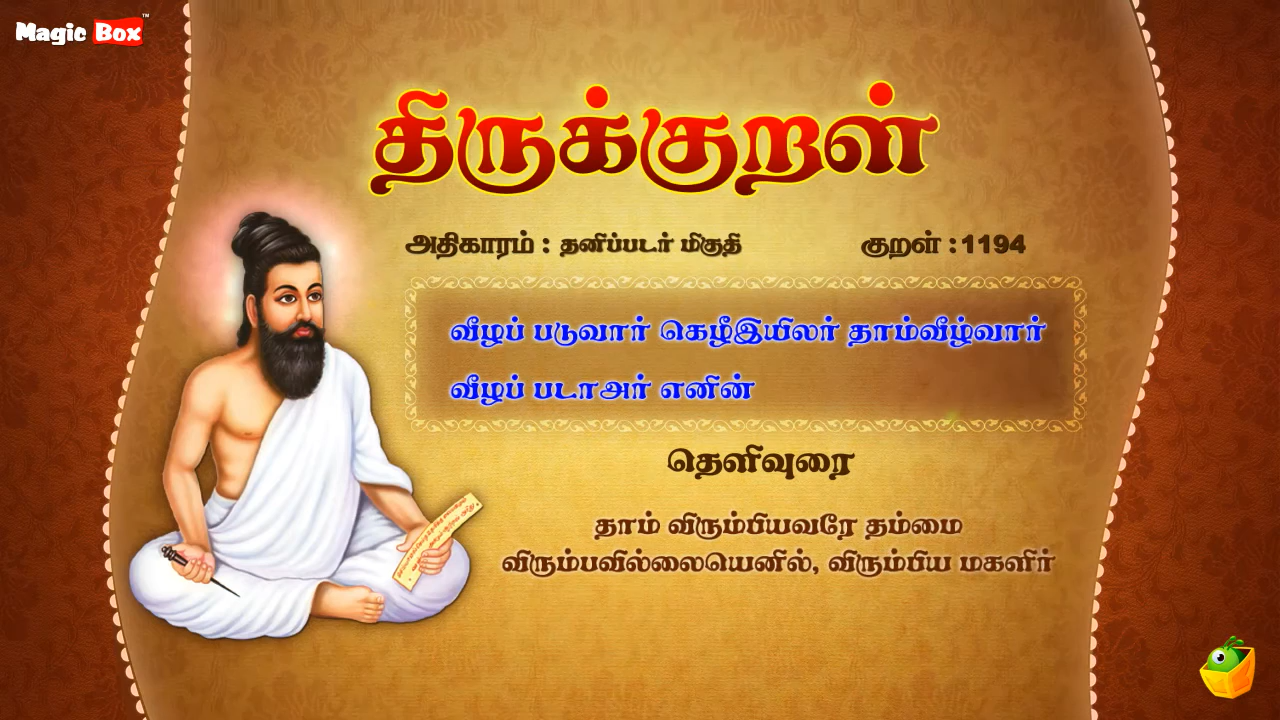 Magic Box™
திருக்குறள்
அதிகாரம் : தனிப்படர் மிகுதி
குறள் :1194
வீழப் படுவார் கெழீஇயிலர் தாம்வீழ்வார்
வீழப் படாஅர் எனின்
தெளிவுரை
தாம் விரும்பியவரே தம்மை
விரும்பவில்லையெனில், விரும்பிய மகளிர்